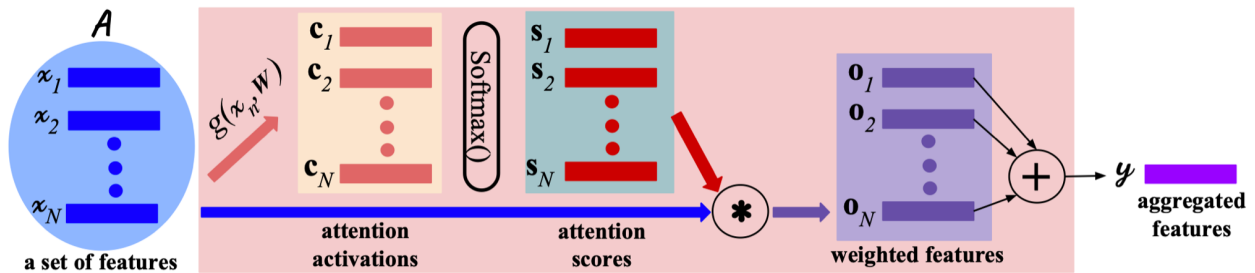 A
x1
x2
xN
a set of features
g(xn, W)
c1
c2
cN
attention
activations
Softmax()
s1
s2
sN
attention
scores
*
o1
o2
oN
weighted features
+
y
aggregated
features